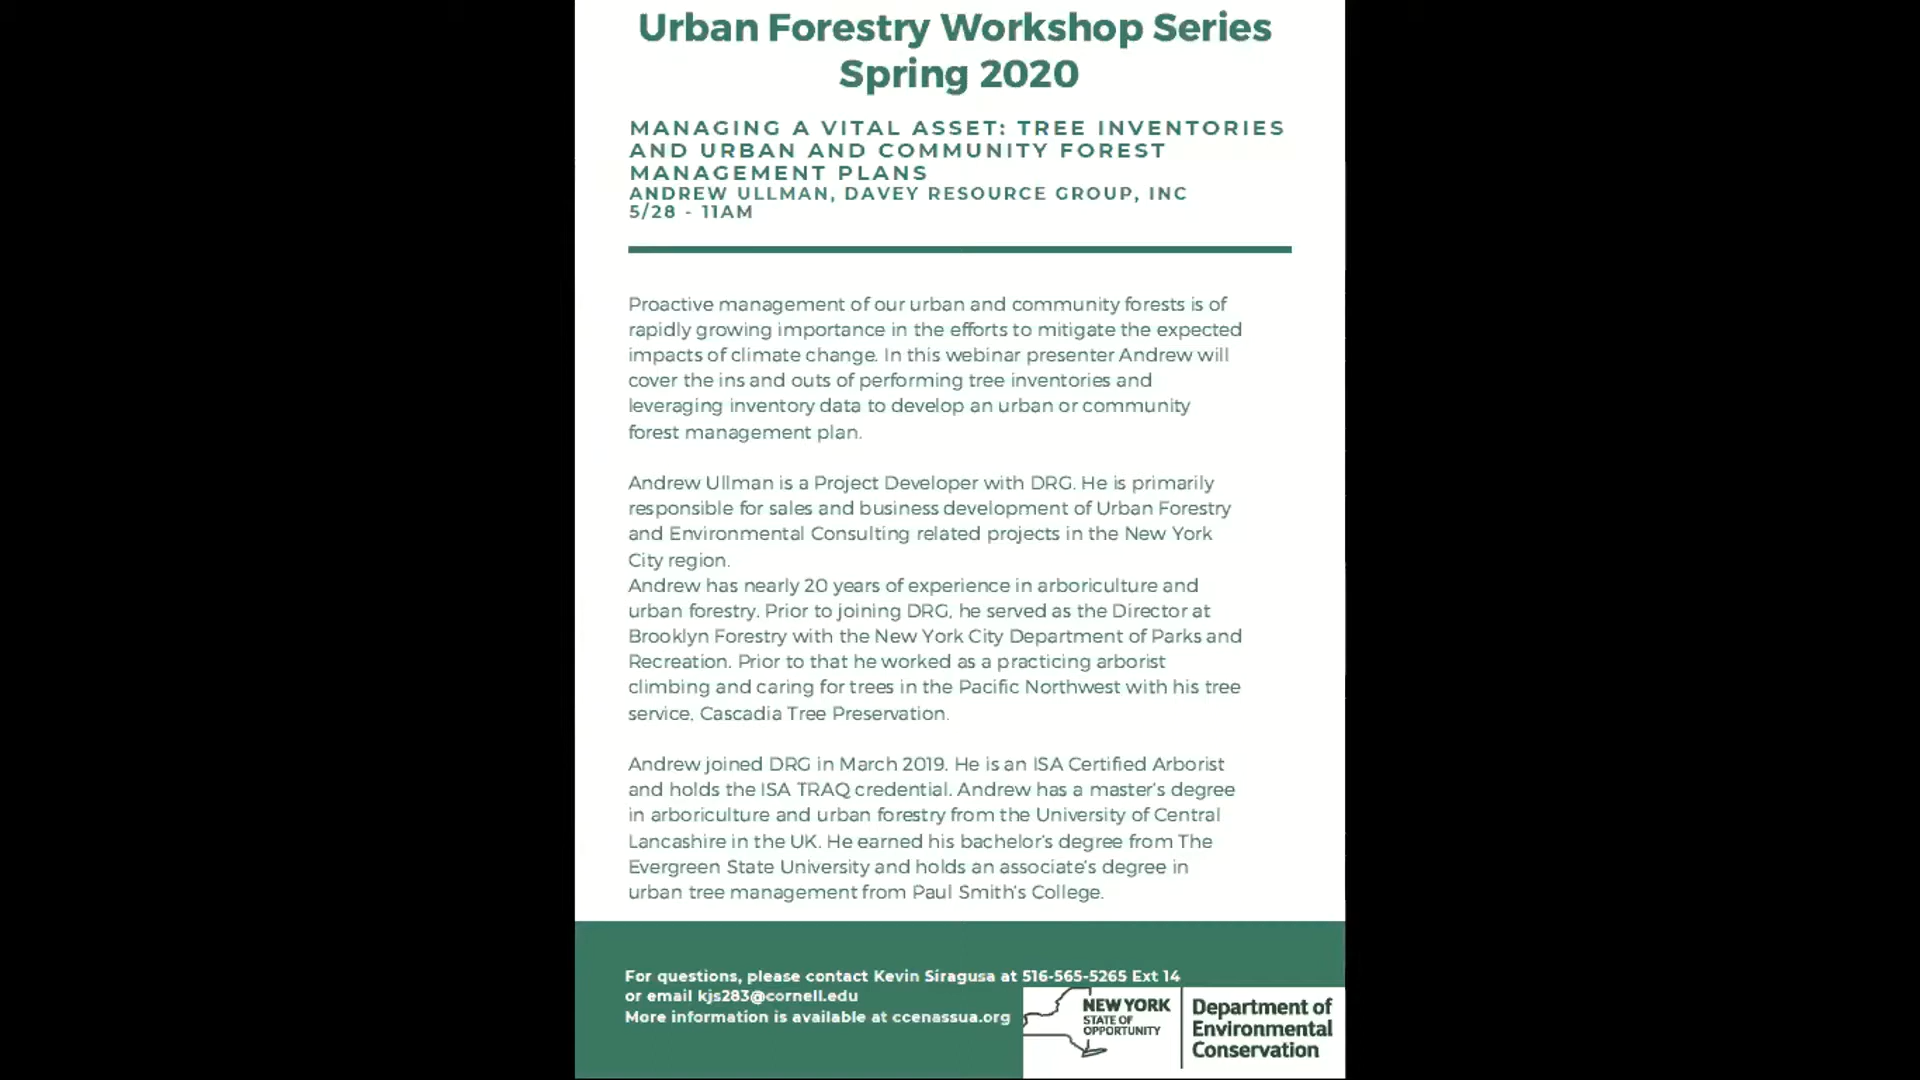 Urban Forestry Workshop Series
Spring 2020
MANAGING A VITAL ASSET: TREE INVENTORIES
AND URBAN AND COMMUNITY FOREST
MANAGEMENT PLANS
ANDREW ULLMAN, DAVEY RESOURCE GROUP, INC
5/28 - 11AM
Proactive management of our urban and community forests is of
rapidly growing importance in the efforts to mitigate the expected
impacts of climate change. In this webinar presenter Andrew will
cover the ins and outs of performing tree inventories and
leveraging inventory data to develop an urban or community
forest management plan.
Andrew Ullman is a Project Developer with DRG. He is primarily
responsible for sales and business development of Urban Forestry
and Environmental Consulting related projects in the New York
City region.
Andrew has nearly 20 years of experience in arboriculture and
urban forestry. Prior to joining DRG, he served as the Director at
Brooklyn Forestry with the New York City Department of Parks and
Recreation. Prior to that he worked as a practicing arborist
climbing and caring for trees in the Pacific Northwest with his tree
service, Cascadia Tree Preservation.
Andrew joined DRG in March 2019. He is an ISA Certified Arborist
and holds the ISA TRAQ credential. Andrew has a master's degree
in arboriculture and urban forestry from the University of Central
Lancashire in the UK. He earned his bachelor's degree from The
Evergreen State University and holds an associate's degree in
urban tree management from Paul Smith's College.
For questions, please contact Kevin Siragusa at 516-565-5265 Ext 14
or email kjs283@cornell.edu
More information is available at ccenassua.org
NEW YORK
STATE OF
OPPORTUNITY
Department of
Environmental
Conservation